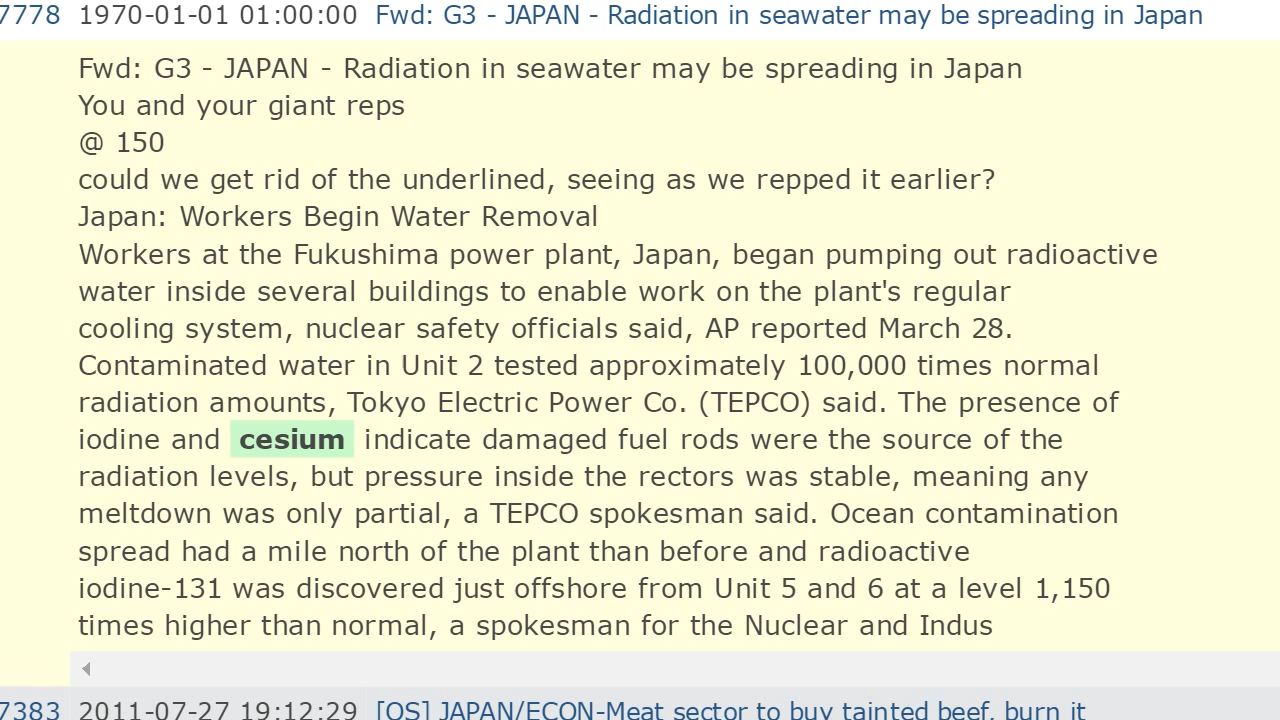 7778 1970-01-01 01:00:00 Fwd: G3 - JAPAN - Radiation in seawater may be spreading in Japan
Fwd: G3 - JAPAN - Radiation in seawater may be spreading in Japan
You and your giant reps
@ 150
could we get rid of the underlined, seeing as we repped it earlier?
Japan: Workers Begin Water Removal
Workers at the Fukushima power plant, Japan, began pumping out radioactive
water inside several buildings to enable work on the plant's regular
cooling system, nuclear safety officials said, AP reported March 28.
Contaminated water in Unit 2 tested approximately 100,000 times normal
radiation amounts, Tokyo Electric Power Co. (TEPCO) said. The presence of
iodine and cesium indicate damaged fuel rods were the source of the
radiation levels, but pressure inside the rectors was stable, meaning any
meltdown was only partial, a TEPCO spokesman said. Ocean contamination
spread had a mile north of the plant than before and radioactive
iodine-131 was discovered just offshore from Unit 5 and 6 at a level 1,150
times higher than normal, a spokesman for the Nuclear and Indus
7383 2011-07-27 19:12:29 [OS] JAPAN/ECON-Meat sector to buy tainted beef, burn it